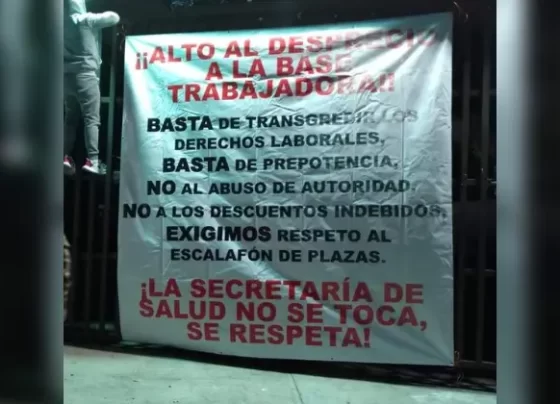 ¡¡ALTO AL DESPRECIO
A LA BASE
TRABAJADORA!!
BASTA DE TRANSGREDIR LOS
DERECHOS LABORALES,
BASTA DE PREPOTENCIA,
NO AL ABUSO DE AUTORIDAD,
NO A LOS DESCUENTOS INDEBIDOS,
EXIGIMOS RESPETO AL
ESCALAFÓN DE PLAZAS.
¡LA SECRETARÍA DE
SALUD NO SE TOCA,
SE RESPETA!